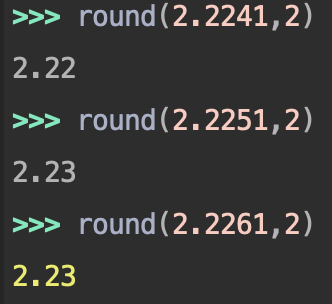 >>> round(2.2241,2)
2.22
>>> round(2.2251,2)
2.23
>>> round(2.2261,2)
2.23